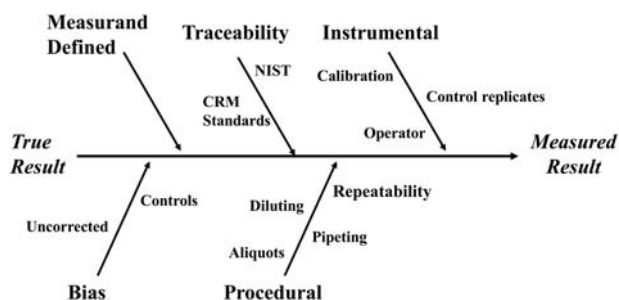 Measurand
Defined
Traceability
Instrumental
NIST
Calibration
CRM
Standards
Control replicates
Operator
True
Result
Measured
Result
Controls
Repeatability
Diluting
Uncorrected
Pipeting
Aliquots
Bias
Procedural